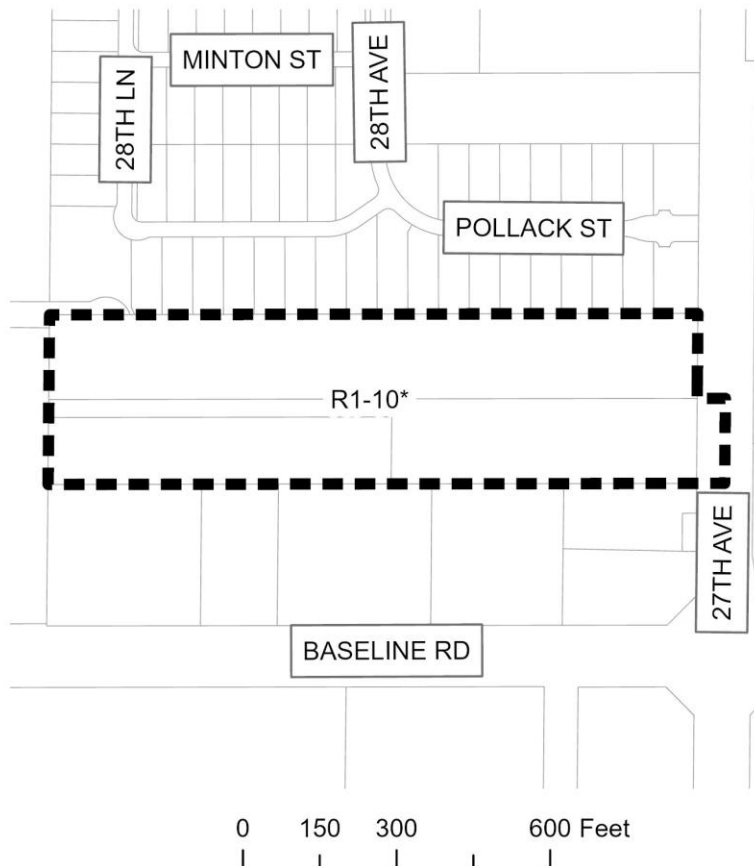 MINTON ST
28TH LN
28TH AVE
POLLACK ST
R1-10*
27TH AVE
BASELINE RD
0 150 300 600 Feet